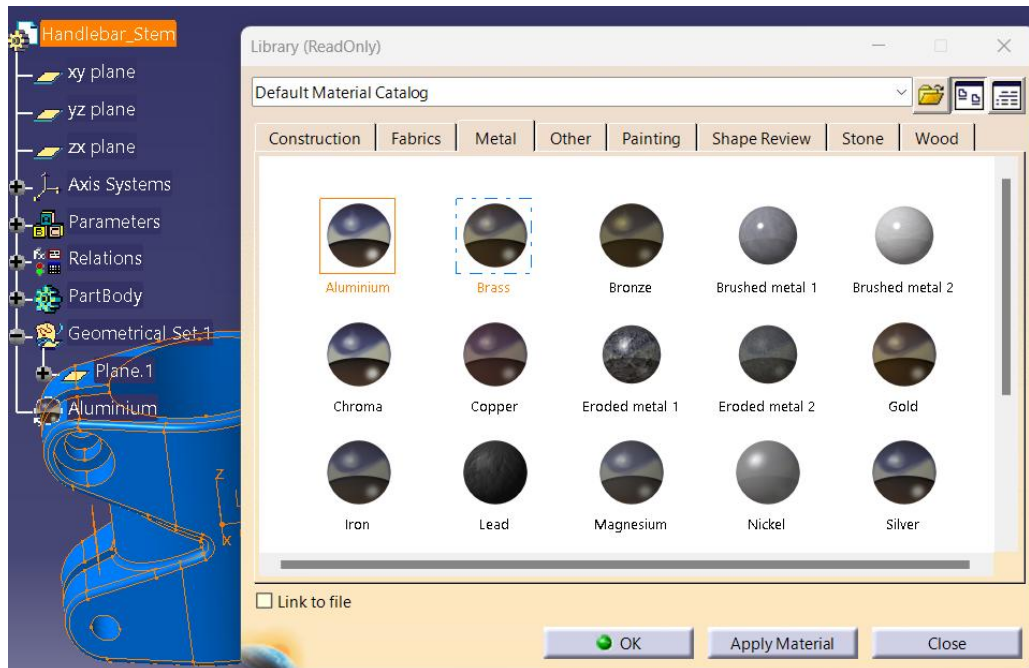 Handlebar_Stem
xy plane
yz plane
zx plane
Axis Systems
Parameters
Relations
PartBody
Geometrical Set.1
Plane.1
Aluminium
Z
X
Library (ReadOnly)
Default Material Catalog
Construction Fabrics Metal Other Painting Shape Review Stone Wood
Aluminium Brass Bronze Brushed metal 1 Brushed metal 2
Chroma Copper Eroded metal 1 Eroded metal 2 Gold
Iron Lead Magnesium Nickel Silver
Link to file
OK Apply Material Close